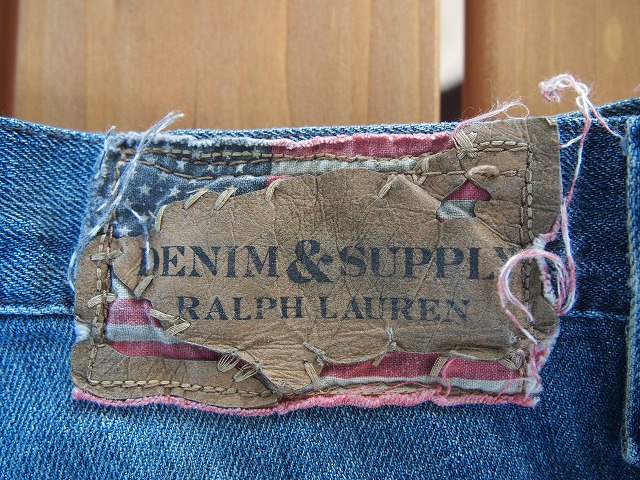 DENIM & SUPPLY
RALPH LAUREN